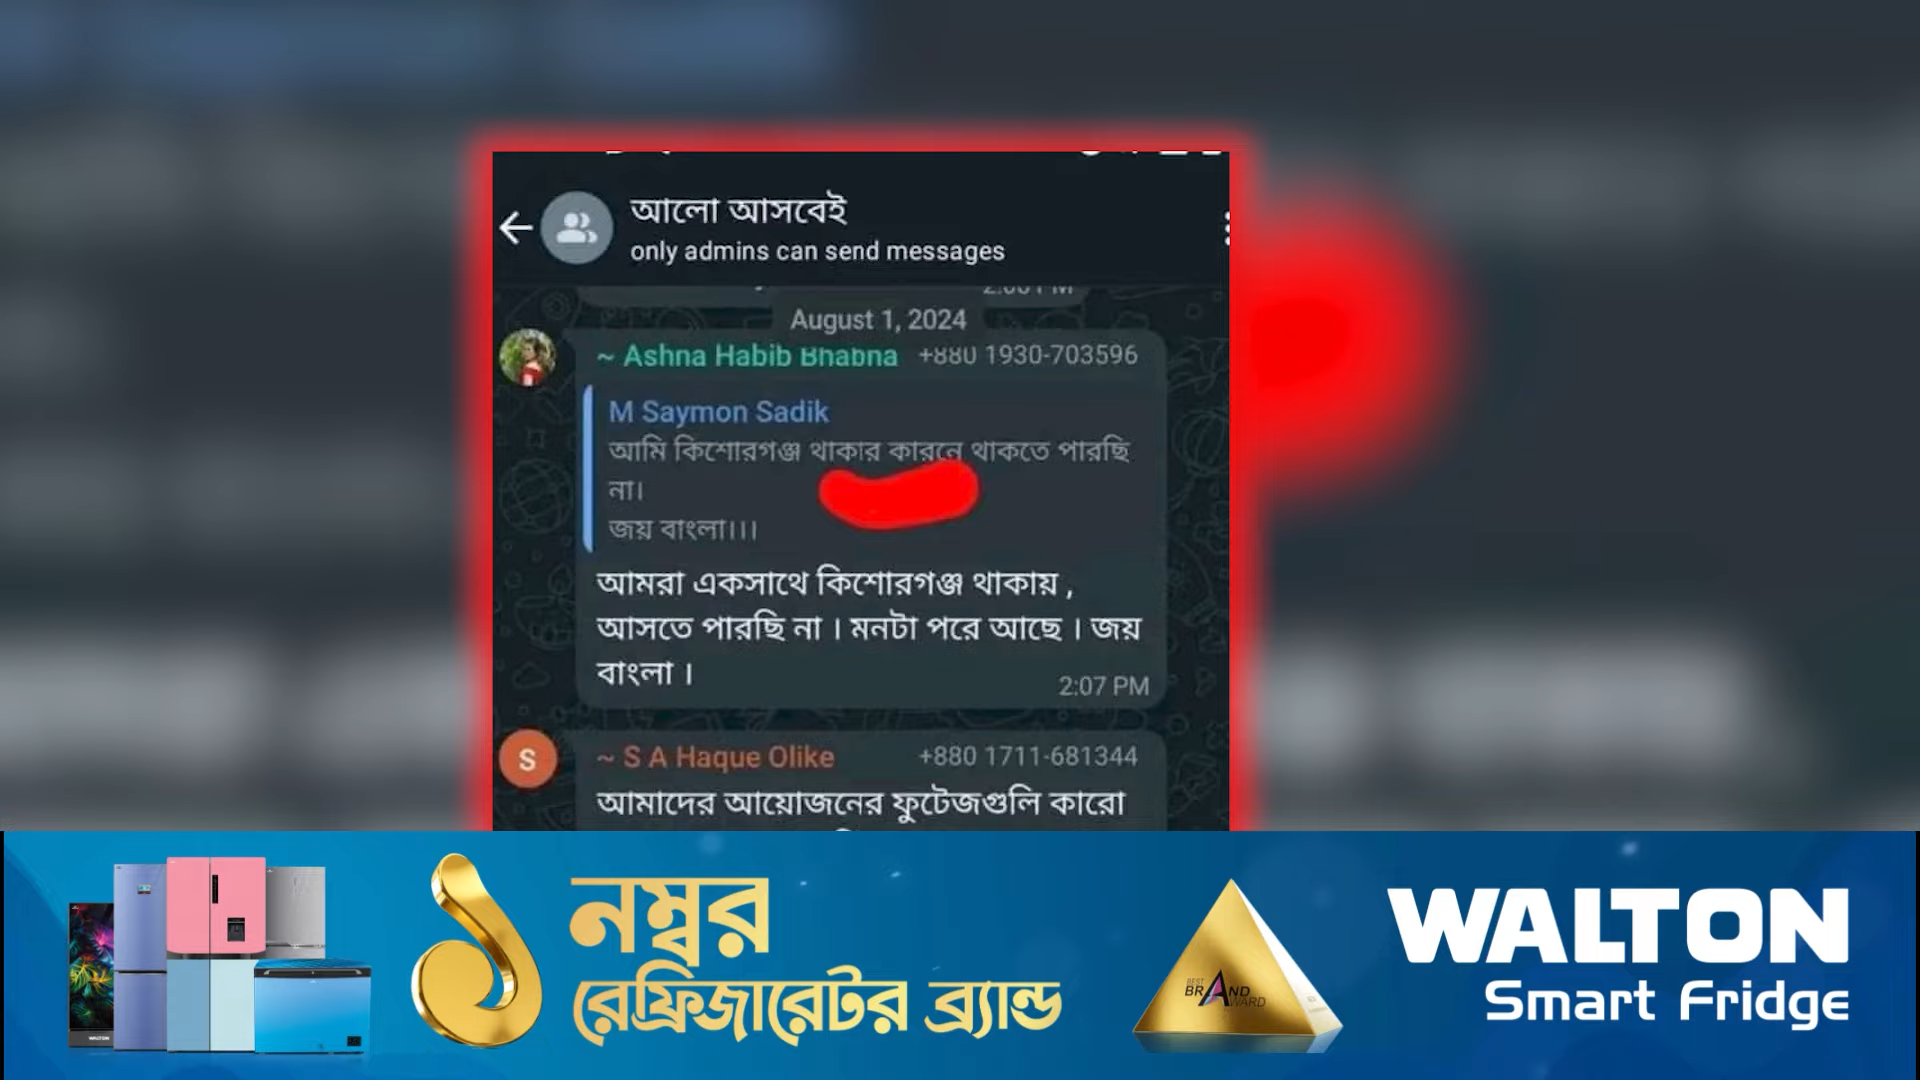 আলো আসবেই
only admins can send messages
August 1, 2024
~ Ashna Habib Bhabna +880 1930-703596
M Saymon Sadik
আমি কিশোরগঞ্জ থাকার কারনে থাকতে পারছি
না।
জয় বাংলা।।।
আমরা একসাথে কিশোরগঞ্জ থাকায় ,
আসতে পারছি না । মনটা পরে আছে । জয়
বাংলা ।
2:07 PM
S
~ S A Haque Olike +880 1711-681344
আমাদের আয়োজনের ফুটেজগুলি কারো
১ নম্বর
রেফ্রিজারেটর ব্র্যান্ড
BEST
BRAND
AWARD
WALTON
Smart Fridge
WALTON